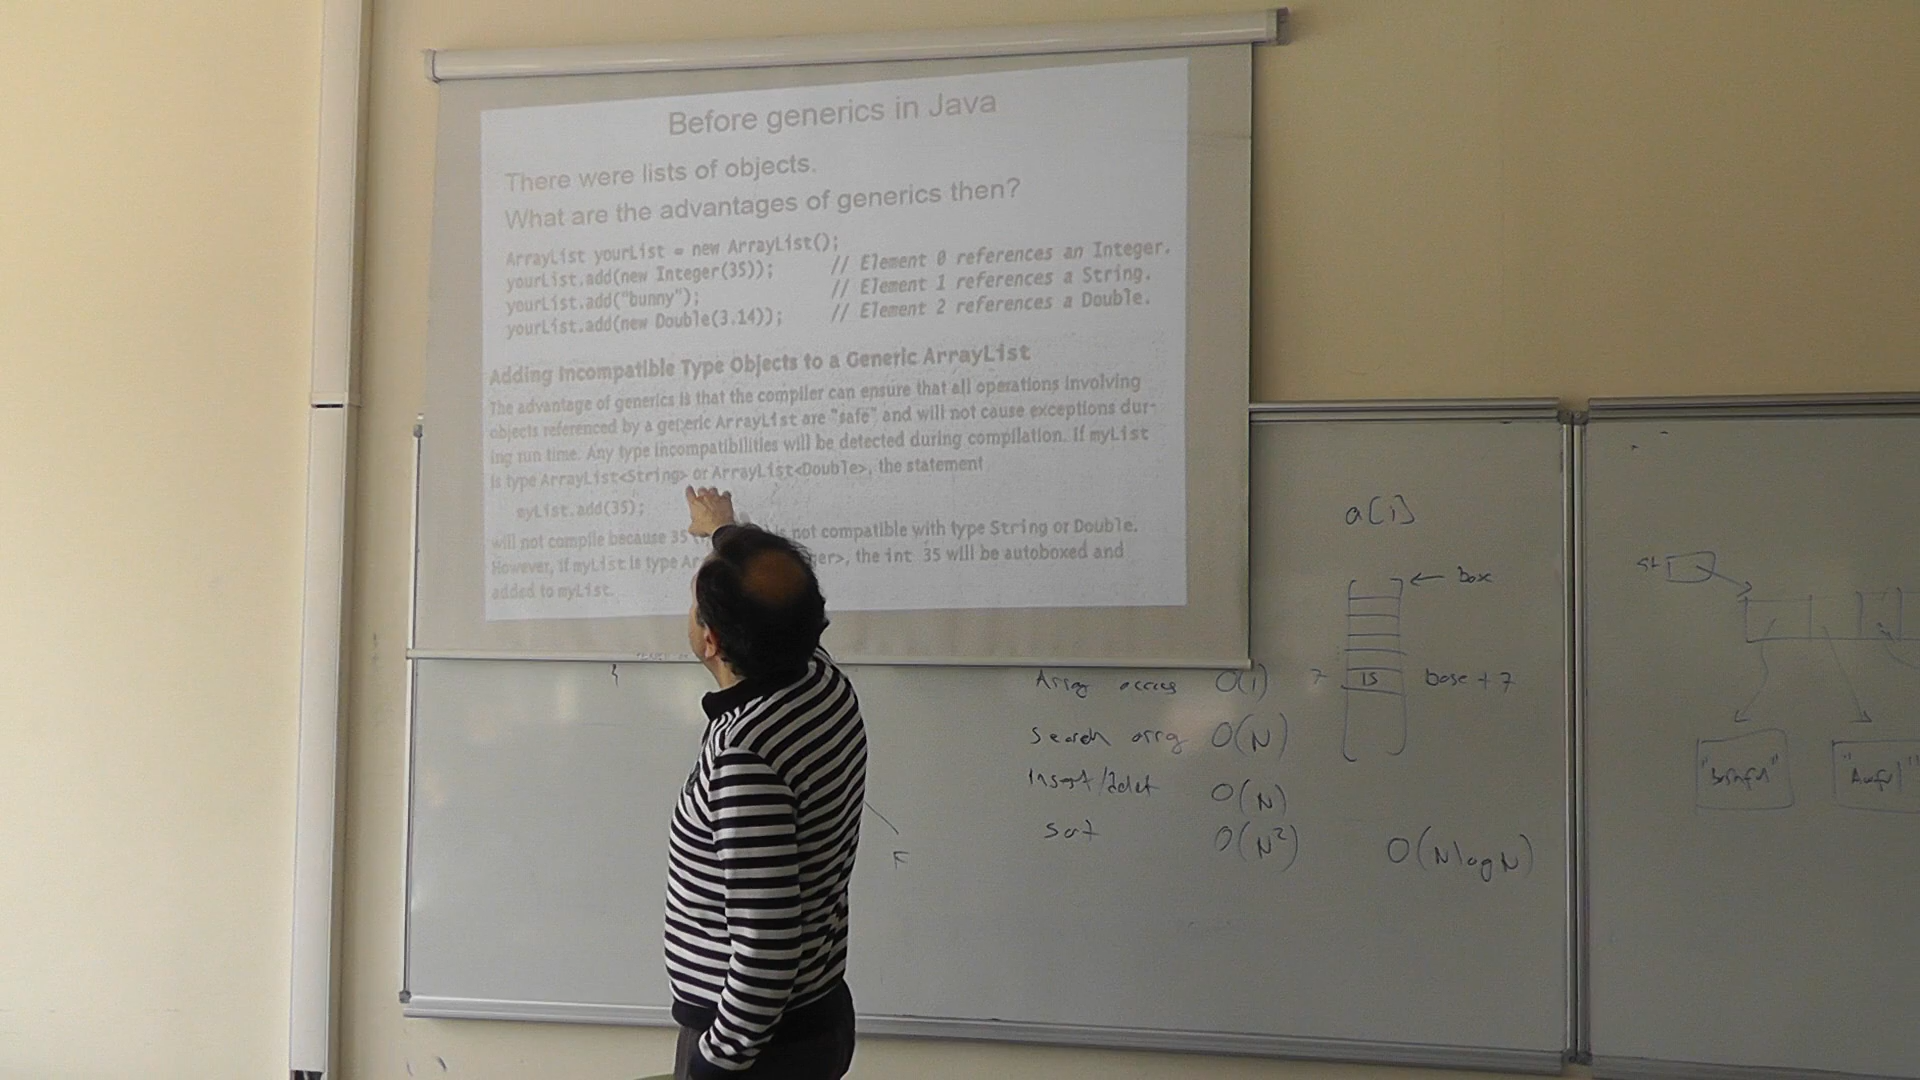 Before generics in Java
There were lists of objects.
What are the advantages of generics then?
ArrayList yourList = new ArrayList();
yourList.add(new Integer(35)); // Element 0 references an Integer.
yourList.add("bunny"); // Element 1 references a String.
yourList.add(new Double(3.14)); // Element 2 references a Double.
Adding Incompatible Type Objects to a Generic ArrayList
The advantage of generics is that the compiler can ensure that all operations involving
objects referenced by a generic ArrayList are "safe" and will not cause exceptions dur-
ing run time. Any type incompatibilities will be detected during compilation. If myList
is type ArrayList<String> or ArrayList<Double>, the statement
myList.add(35);
will not compile because 35 not compatible with type String or Double.
However, if myList is type Ar ger>, the int 35 will be autoboxed and
added to myList.
a[i]
← base
7 15 base + 7
Array access O(1)
Search array O(N)
Insert/delet O(N)
Sort O(N²) O(N log N)
F
"Awful"